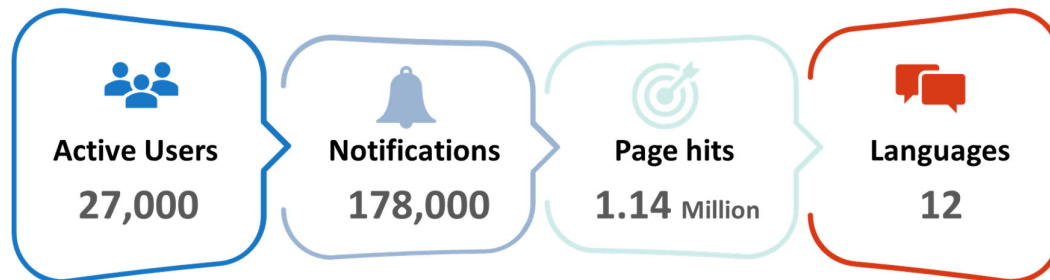 Active Users
27,000
Notifications
178,000
Page hits
1.14 Million
Languages
12